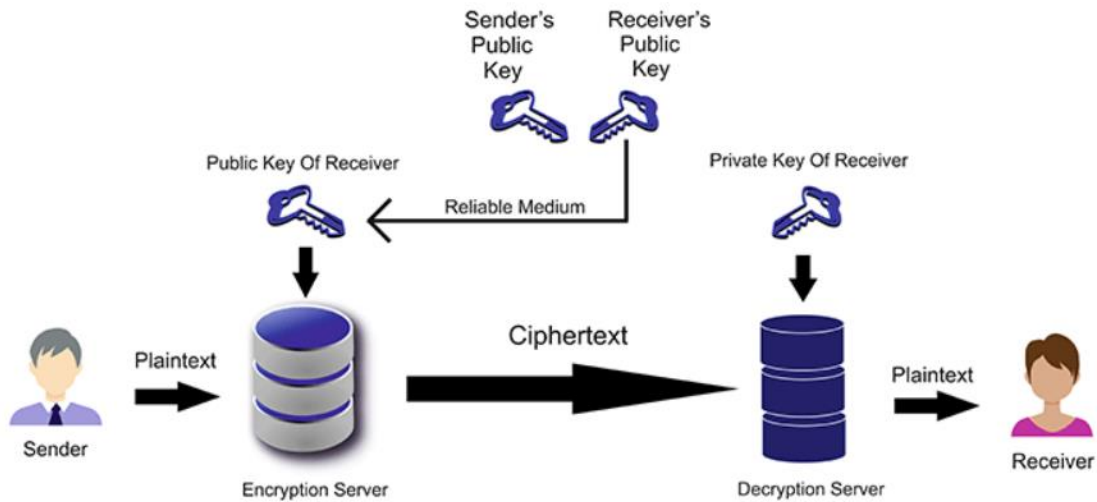 Sender's
Public
Key
Receiver's
Public
Key
Public Key Of Receiver
Private Key Of Receiver
Reliable Medium
Ciphertext
Plaintext
Plaintext
Sender
Receiver
Encryption Server
Decryption Server